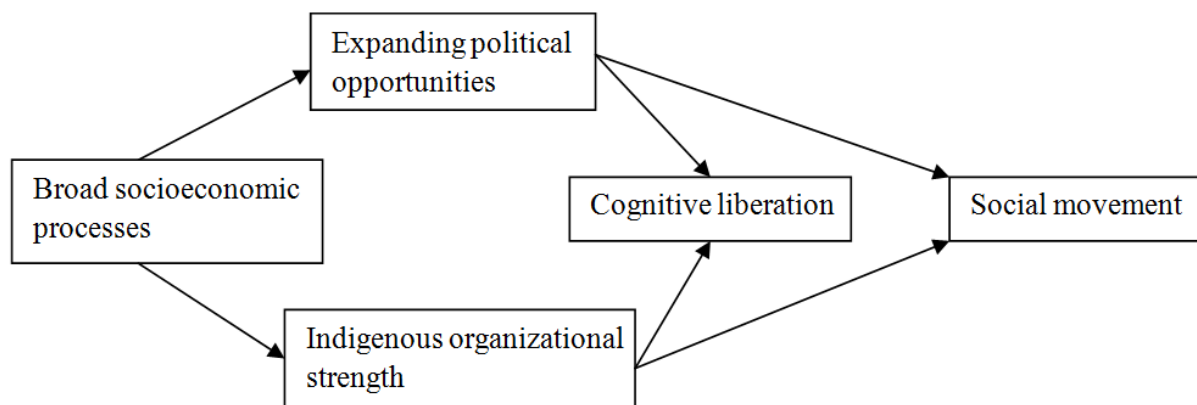 Expanding political
opportunities
Broad socioeconomic
processes
Cognitive liberation
Social movement
Indigenous organizational
strength